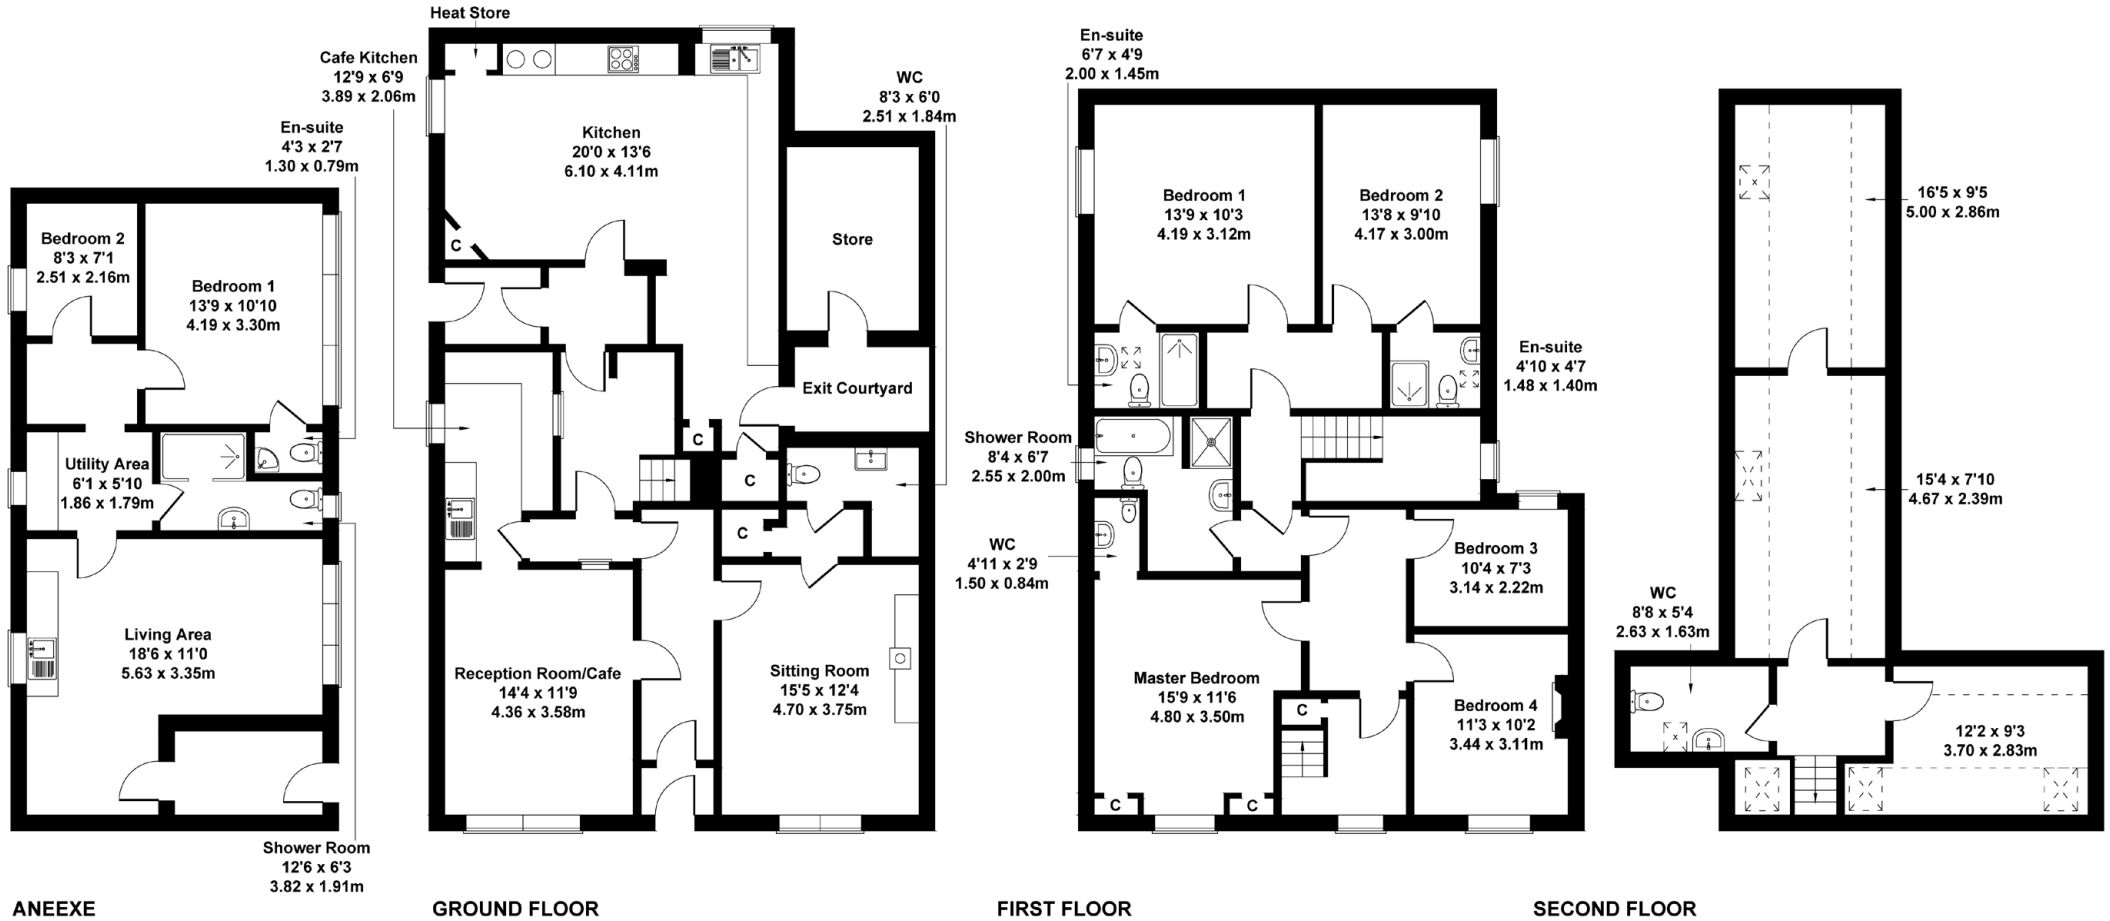 En-suite
4'3 x 2'7
1.30 x 0.79m
Bedroom 2
8'3 x 7'1
2.51 x 2.16m
Bedroom 1
13'9 x 10'10
4.19 x 3.30m
Utility Area
6'1 x 5'10
1.86 x 1.79m
Living Area
18'6 x 11'0
5.63 x 3.35m
Shower Room
12'6 x 6'3
3.82 x 1.91m
ANEEXE
Heat Store
Cafe Kitchen
12'9 x 6'9
3.89 x 2.06m
WC
8'3 x 6'0
2.51 x 1.84m
Kitchen
20'0 x 13'6
6.10 x 4.11m
C
Store
Exit Courtyard
C
C
C
Reception Room/Cafe
14'4 x 11'9
4.36 x 3.58m
Sitting Room
15'5 x 12'4
4.70 x 3.75m
GROUND FLOOR
En-suite
6'7 x 4'9
2.00 x 1.45m
Bedroom 1
13'9 x 10'3
4.19 x 3.12m
Bedroom 2
13'8 x 9'10
4.17 x 3.00m
En-suite
4'10 x 4'7
1.48 x 1.40m
Shower Room
8'4 x 6'7
2.55 x 2.00m
WC
4'11 x 2'9
1.50 x 0.84m
Bedroom 3
10'4 x 7'3
3.14 x 2.22m
Master Bedroom
15'9 x 11'6
4.80 x 3.50m
C
Bedroom 4
11'3 x 10'2
3.44 x 3.11m
C
C
FIRST FLOOR
16'5 x 9'5
5.00 x 2.86m
15'4 x 7'10
4.67 x 2.39m
WC
8'8 x 5'4
2.63 x 1.63m
12'2 x 9'3
3.70 x 2.83m
SECOND FLOOR